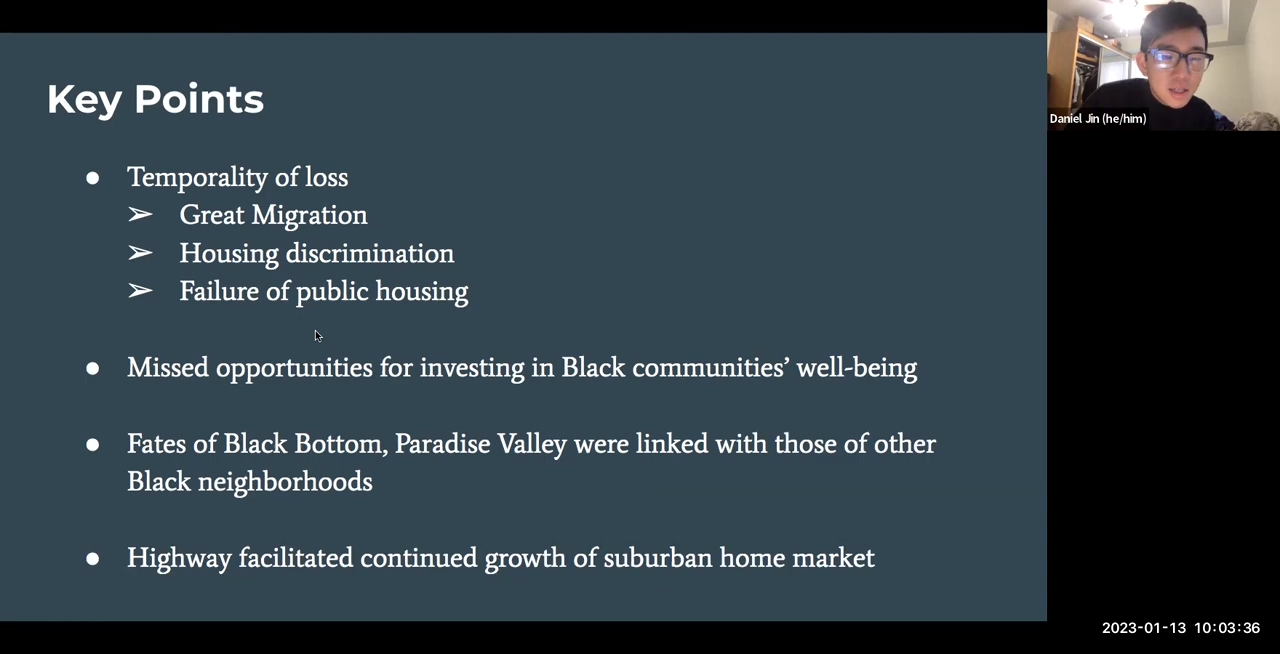 Key Points
● Temporality of loss
➢ Great Migration
➢ Housing discrimination
➢ Failure of public housing
● Missed opportunities for investing in Black communities’ well-being
● Fates of Black Bottom, Paradise Valley were linked with those of other
Black neighborhoods
● Highway facilitated continued growth of suburban home market
Daniel Jin (he/him)
2023-01-13 10:03:36